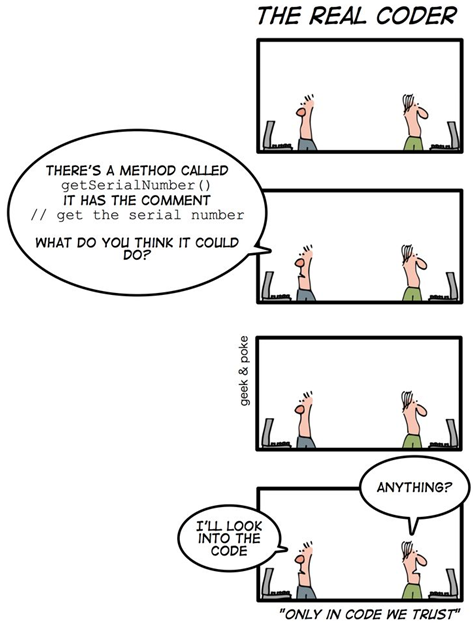 THE REAL CODER
THERE'S A METHOD CALLED
getSerialNumber()
IT HAS THE COMMENT
// get the serial number
WHAT DO YOU THINK IT COULD
DO?
geek & poke
ANYTHING?
I'LL LOOK
INTO THE
CODE
"ONLY IN CODE WE TRUST"